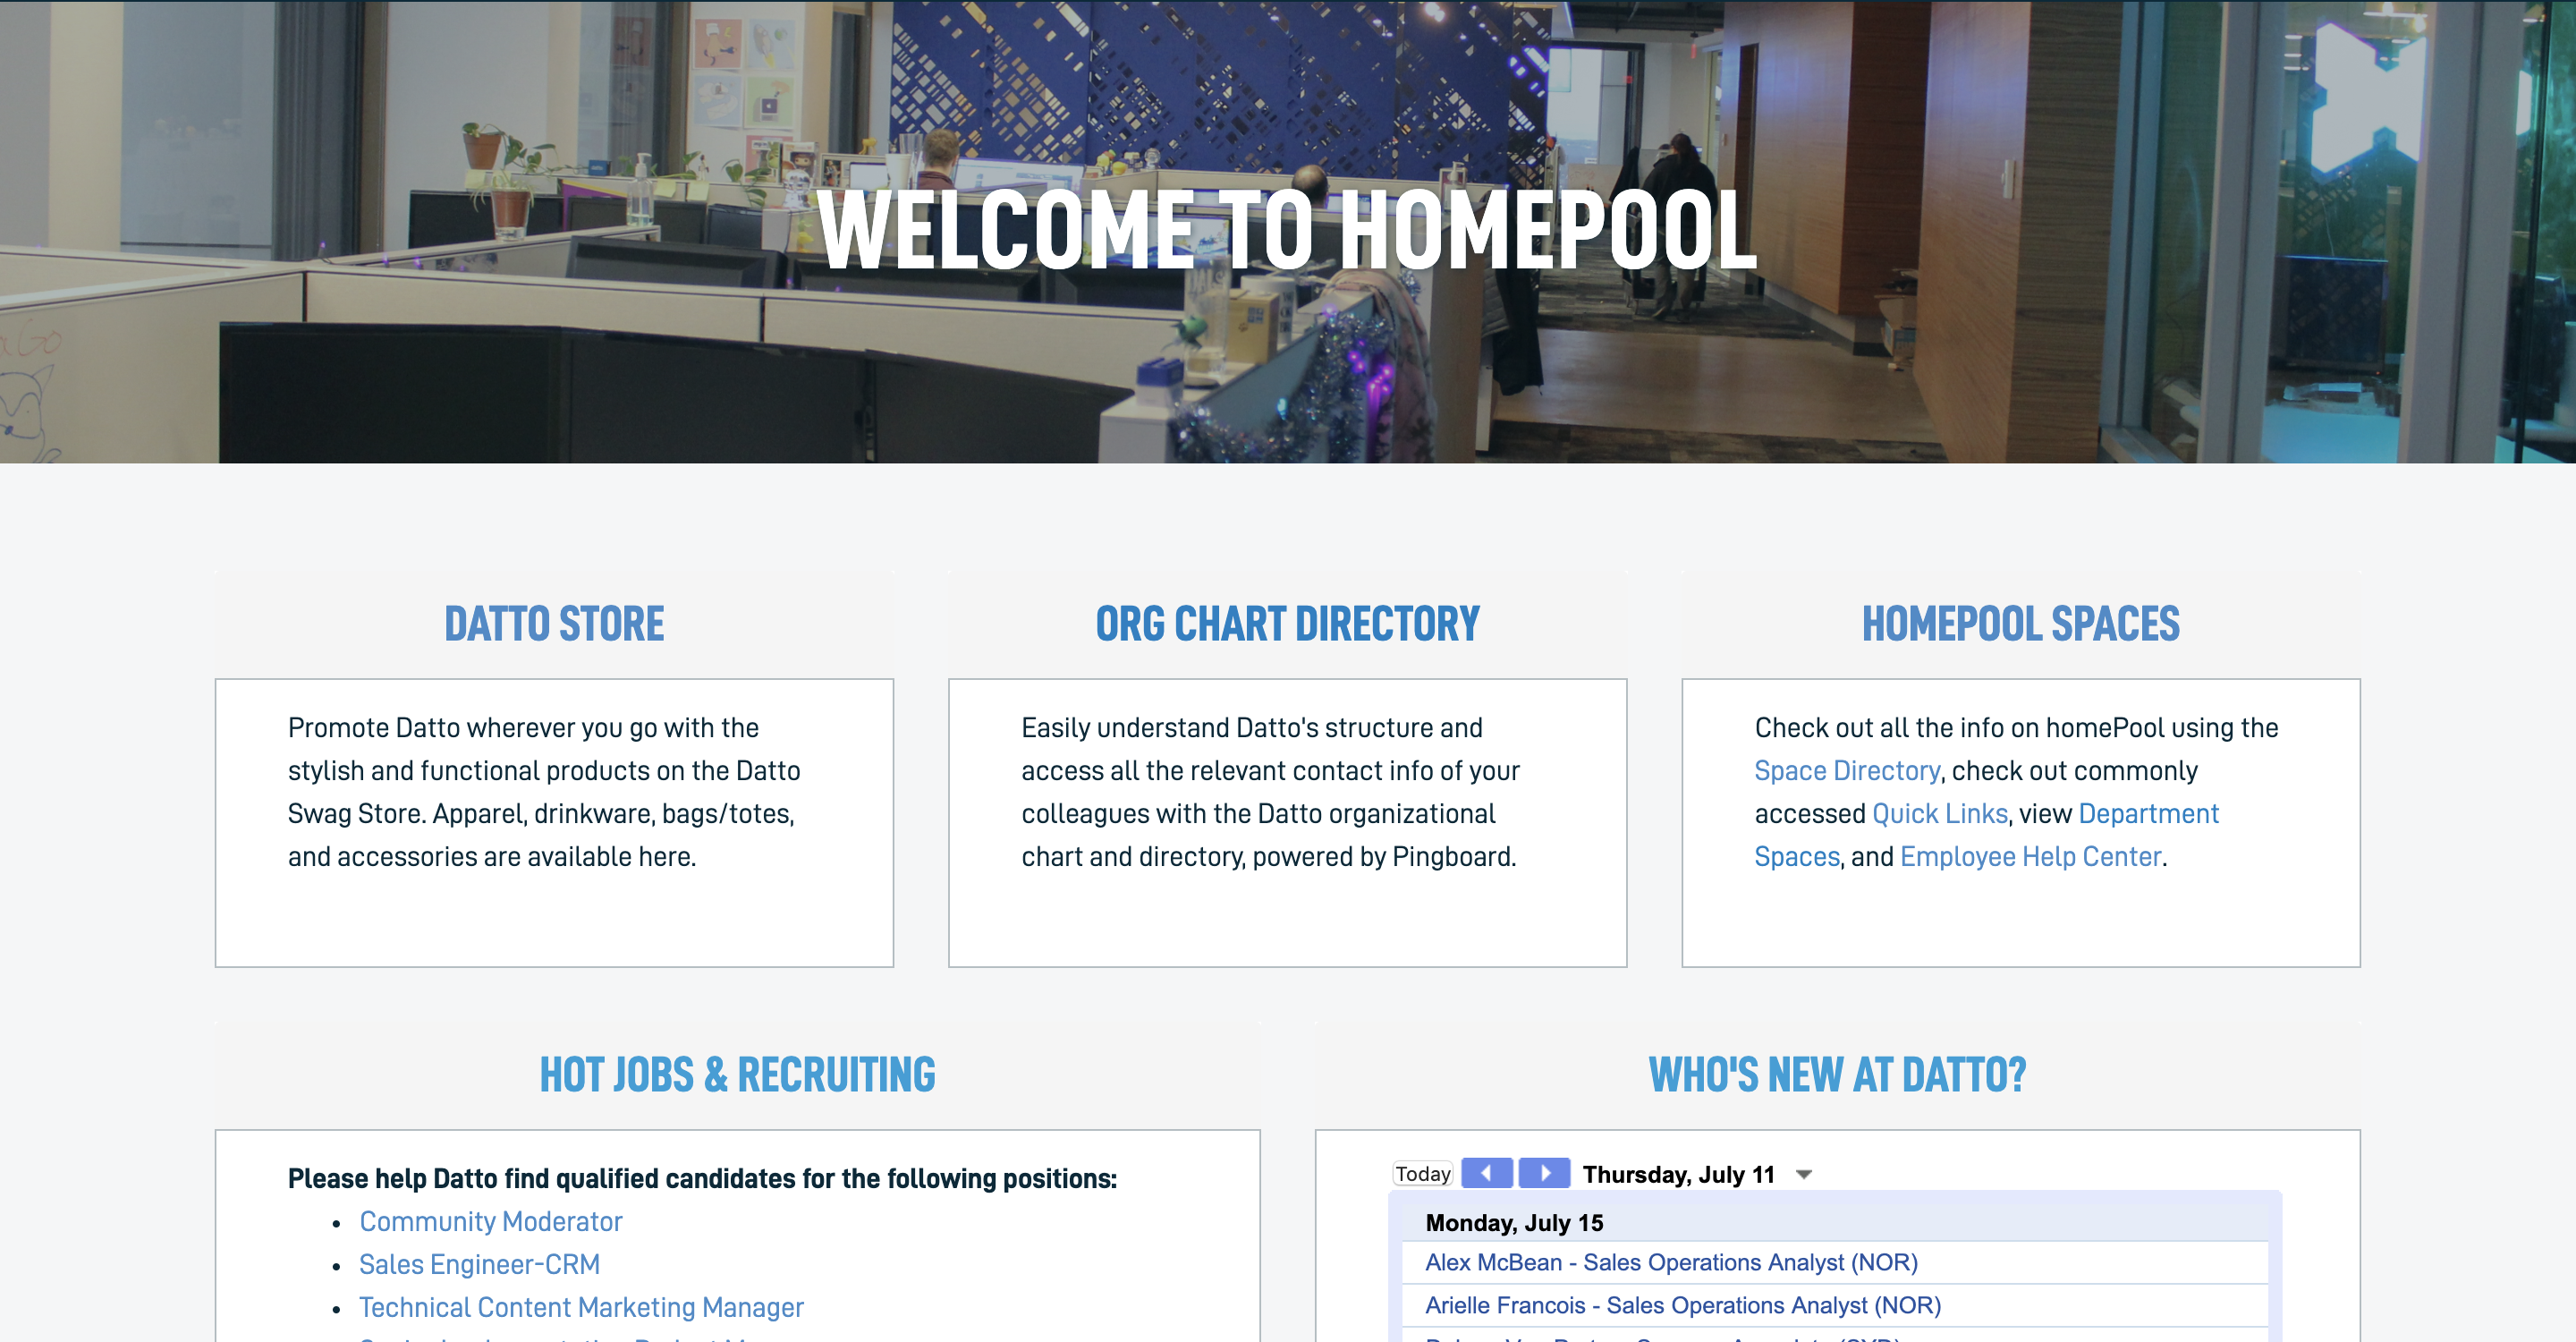 WELCOME TO HOMEPOOL
DATTO STORE
Promote Datto wherever you go with the
stylish and functional products on the Datto
Swag Store. Apparel, drinkware, bags/totes,
and accessories are available here.
ORG CHART DIRECTORY
Easily understand Datto's structure and
access all the relevant contact info of your
colleagues with the Datto organizational
chart and directory, powered by Pingboard.
HOMEPOOL SPACES
Check out all the info on homePool using the
Space Directory, check out commonly
accessed Quick Links, view Department
Spaces, and Employee Help Center.
HOT JOBS & RECRUITING
Please help Datto find qualified candidates for the following positions:
Community Moderator
Sales Engineer-CRM
Technical Content Marketing Manager
WHO'S NEW AT DATTO?
Today
Thursday, July 11
Monday, July 15
Alex McBean - Sales Operations Analyst (NOR)
Arielle Francois - Sales Operations Analyst (NOR)